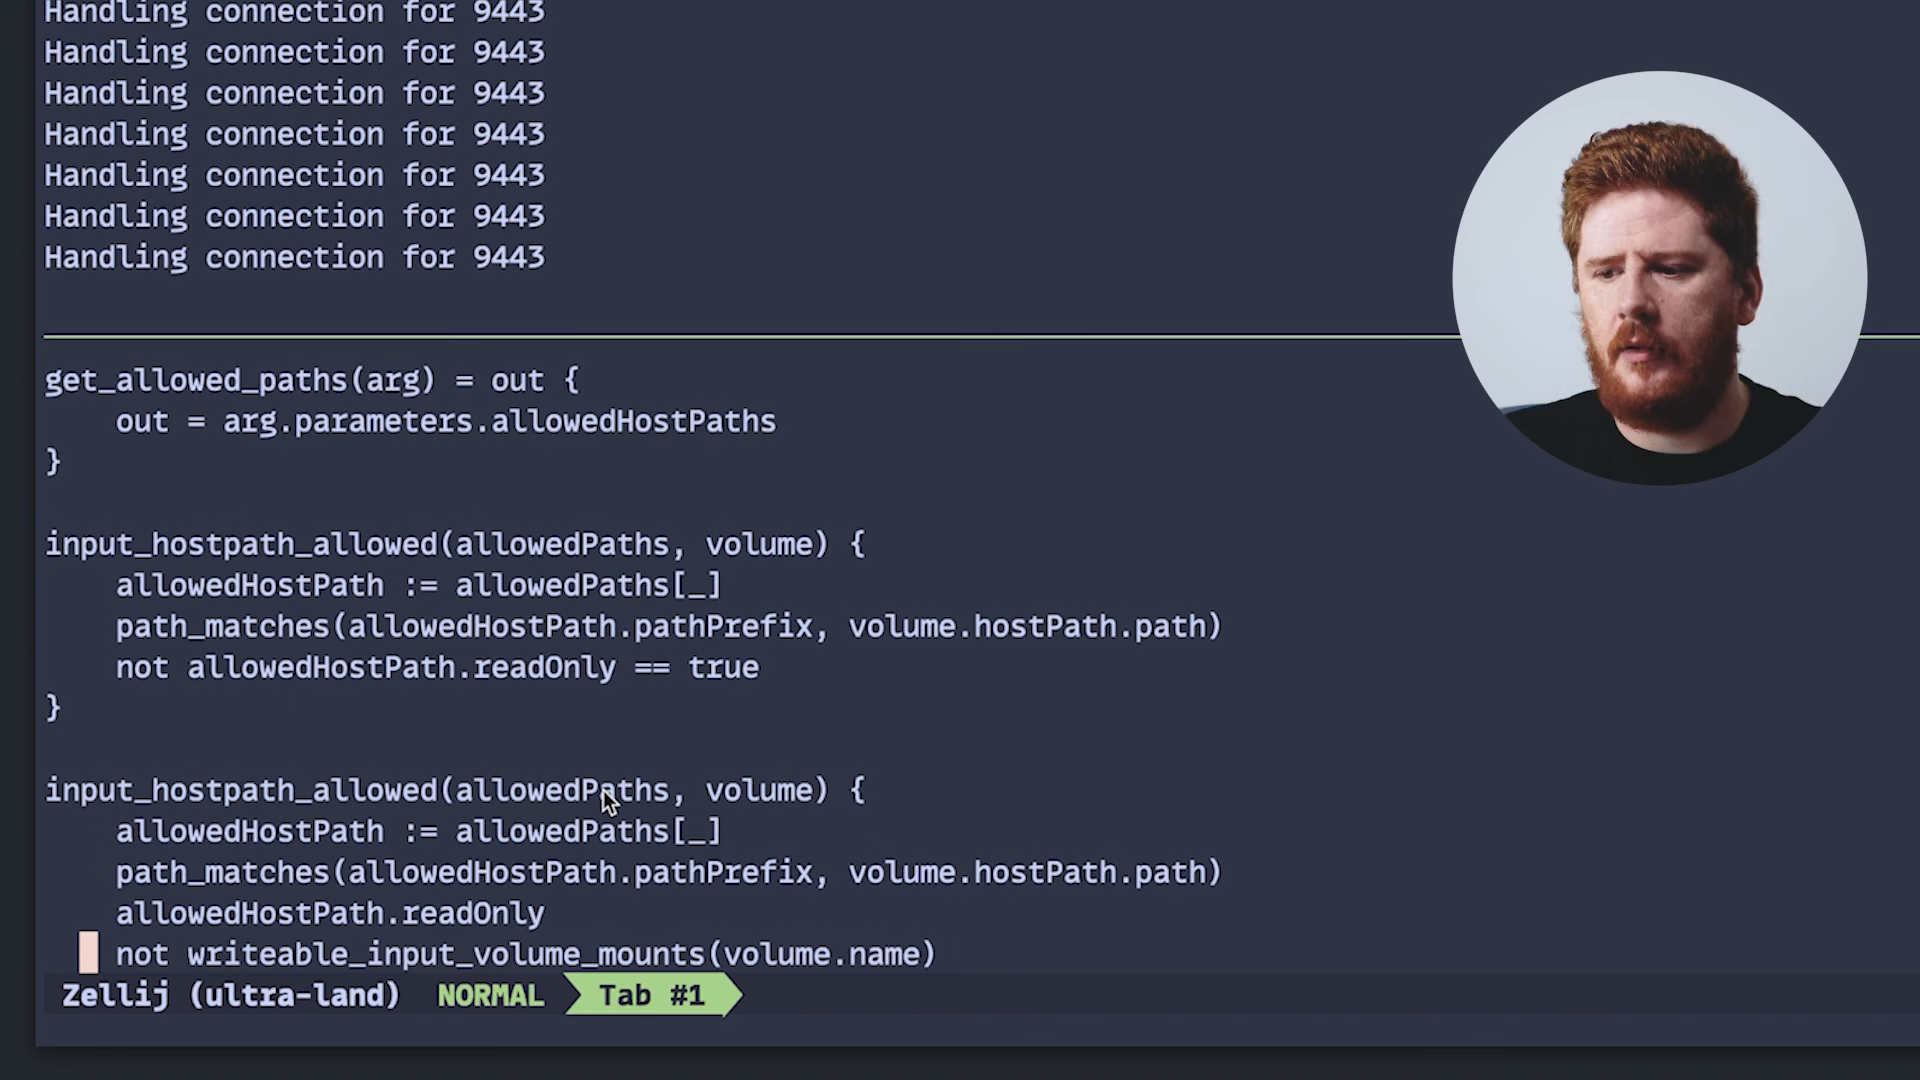 Handling connection for 9443
Handling connection for 9443
Handling connection for 9443
Handling connection for 9443
Handling connection for 9443
Handling connection for 9443
Handling connection for 9443
get_allowed_paths(arg) = out {
    out = arg.parameters.allowedHostPaths
}
input_hostpath_allowed(allowedPaths, volume) {
    allowedHostPath := allowedPaths[_]
    path_matches(allowedHostPath.pathPrefix, volume.hostPath.path)
    not allowedHostPath.readOnly == true
}
input_hostpath_allowed(allowedPaths, volume) {
    allowedHostPath := allowedPaths[_]
    path_matches(allowedHostPath.pathPrefix, volume.hostPath.path)
    allowedHostPath.readOnly
    not writeable_input_volume_mounts(volume.name)
Zellij (ultra-land) NORMAL Tab #1